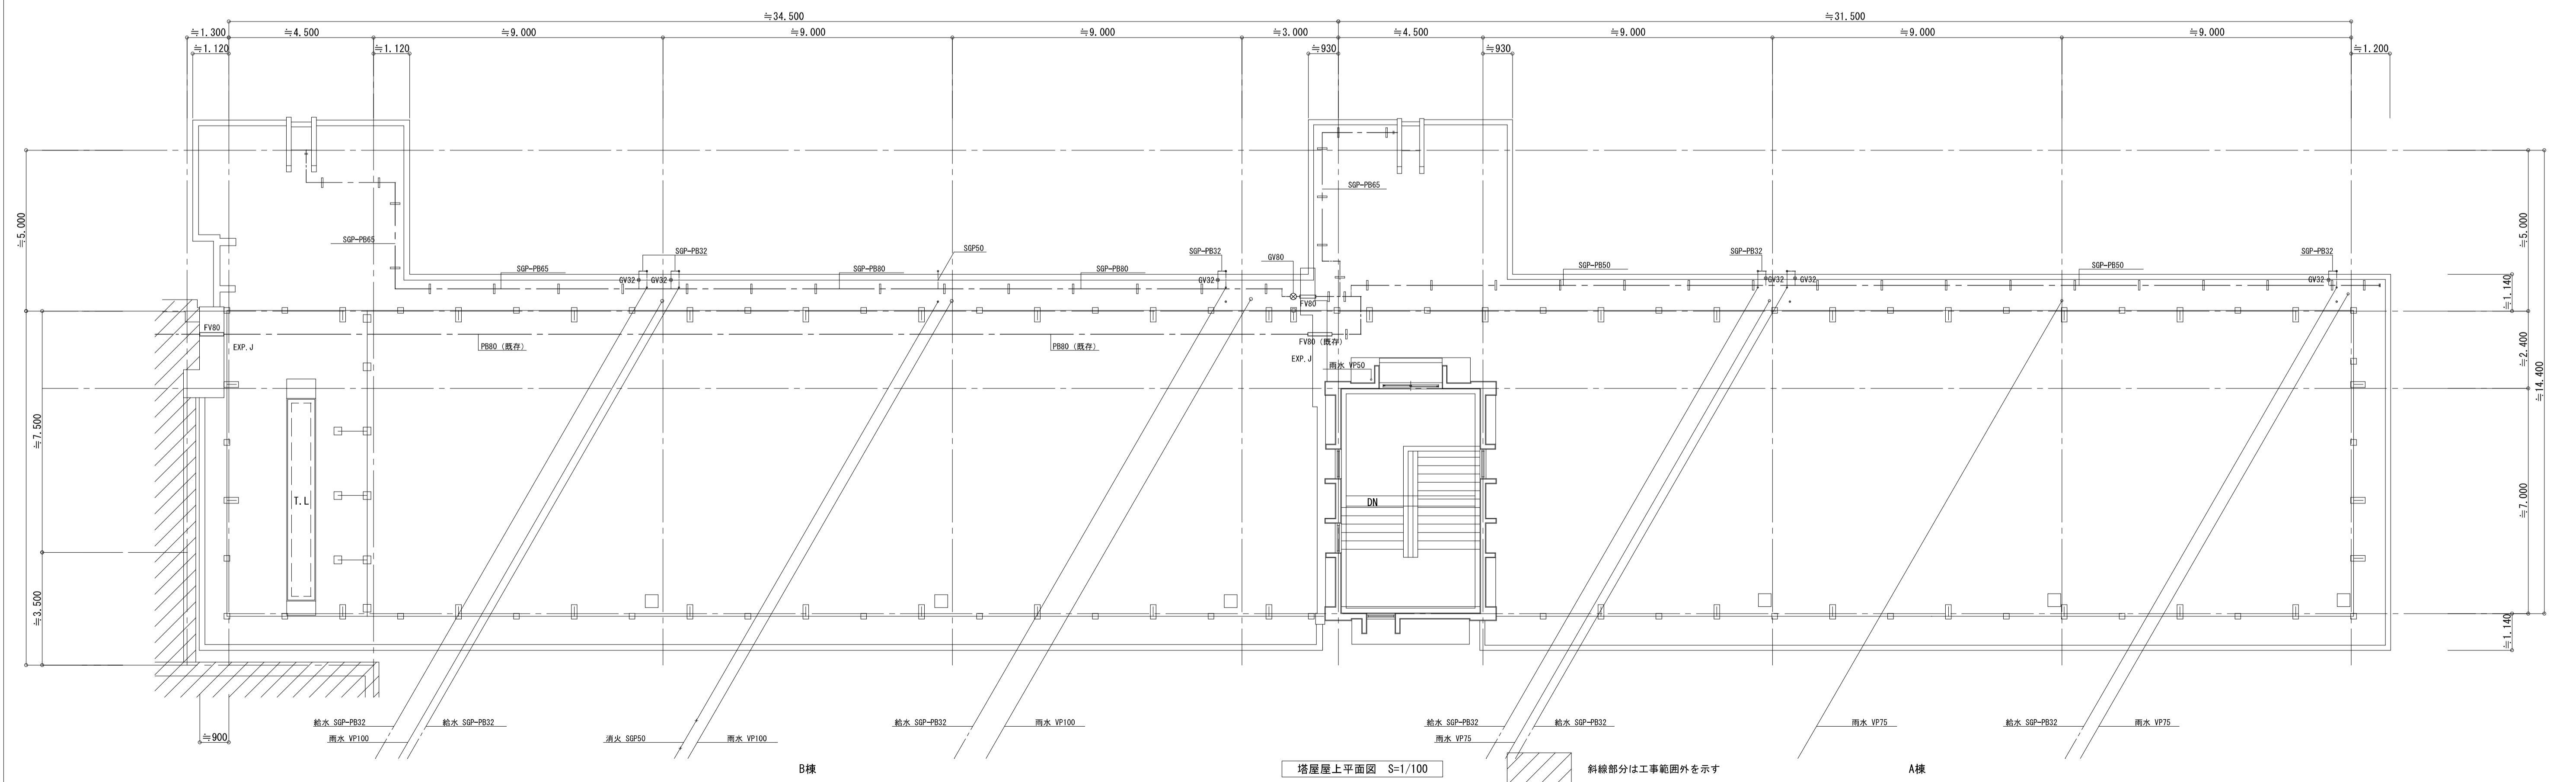 ≒34.500
≒31.500
≒1.300
≒4.500
≒9.000
≒9.000
≒9.000
≒3.000
≒4.500
≒9.000
≒9.000
≒9.000
≒1.120
≒1.120
≒930
≒930
≒1.200
≒5.000
≒7.500
≒3.500
≒900
≒5.000
≒1.140
≒2.400
≒14.400
≒7.000
≒1.140
SGP-PB65
SGP-PB65
SGP-PB32
GV32
GV32
SGP-PB80
SGP50
SGP-PB80
SGP-PB32
GV32
GV80
FV80
SGP-PB65
SGP-PB50
SGP-PB32
GV32
GV32
SGP-PB50
SGP-PB32
GV32
FV80
EXP.J
PB80 (既存)
PB80 (既存)
FV80 (既存)
EXP.J
雨水 VP50
T.L
DN
給水 SGP-PB32
給水 SGP-PB32
雨水 VP100
消火 SGP50
雨水 VP100
給水 SGP-PB32
雨水 VP100
給水 SGP-PB32
給水 SGP-PB32
雨水 VP75
雨水 VP75
給水 SGP-PB32
雨水 VP75
B棟
塔屋屋上平面図 S=1/100
斜線部分は工事範囲外を示す
A棟